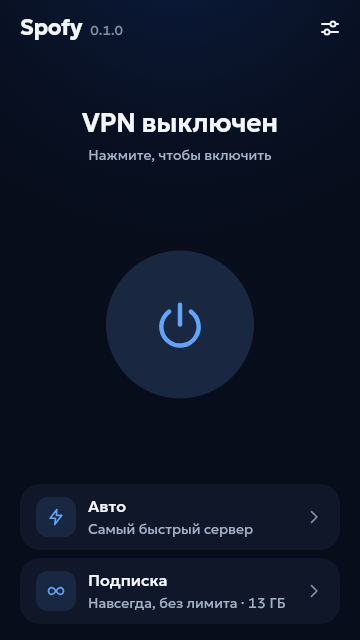 Spofy 0.1.0
VPN выключен
Нажмите, чтобы включить
Авто
Самый быстрый сервер
Подписка
Навсегда, без лимита · 13 ГБ